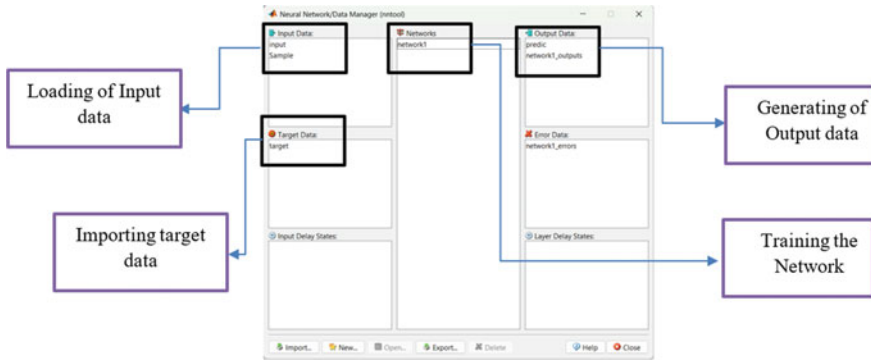 Neural Network/Data Manager (nntool)
Input Data:
input
Sample
Networks
network1
Output Data:
predic
network1_outputs
Loading of Input
data
Generating of
Output data
Target Data:
target
Error Data:
network1_errors
Importing target
data
Training the
Network
Input Delay States:
Layer Delay States:
Import...
New...
Open...
Export...
Delete
Help
Close